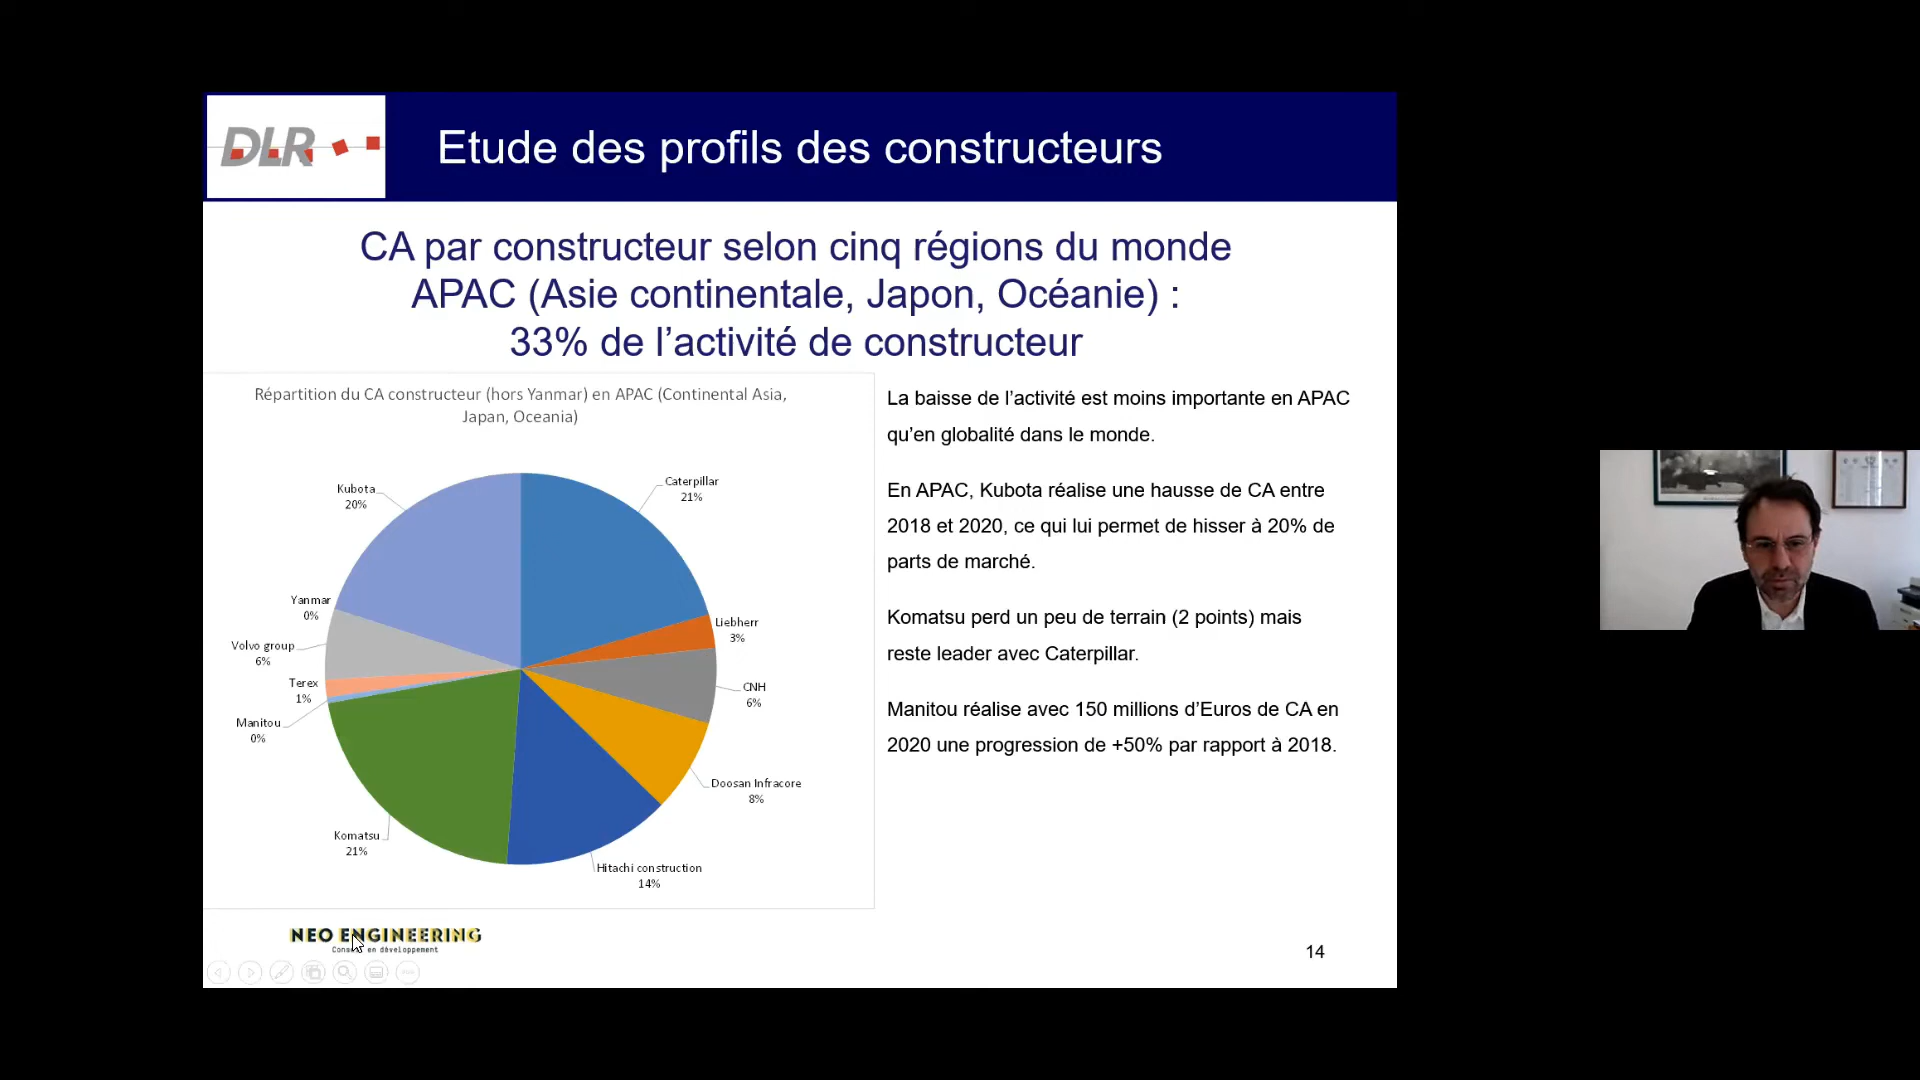 DLR
Etude des profils des constructeurs
CA par constructeur selon cinq régions du monde
APAC (Asie continentale, Japon, Océanie) :
33% de l’activité de constructeur
Répartition du CA constructeur (hors Yanmar) en APAC (Continental Asia,
Japan, Oceania)
Kubota
20%
Caterpillar
21%
Yanmar
0%
Liebherr
3%
Volvo group
6%
Terex
1%
CNH
6%
Manitou
0%
Doosan Infracore
8%
Komatsu
21%
Hitachi construction
14%
La baisse de l’activité est moins importante en APAC
qu’en globalité dans le monde.
En APAC, Kubota réalise une hausse de CA entre
2018 et 2020, ce qui lui permet de hisser à 20% de
parts de marché.
Komatsu perd un peu de terrain (2 points) mais
reste leader avec Caterpillar.
Manitou réalise avec 150 millions d’Euros de CA en
2020 une progression de +50% par rapport à 2018.
NEO ENGINEERING
en développement
14